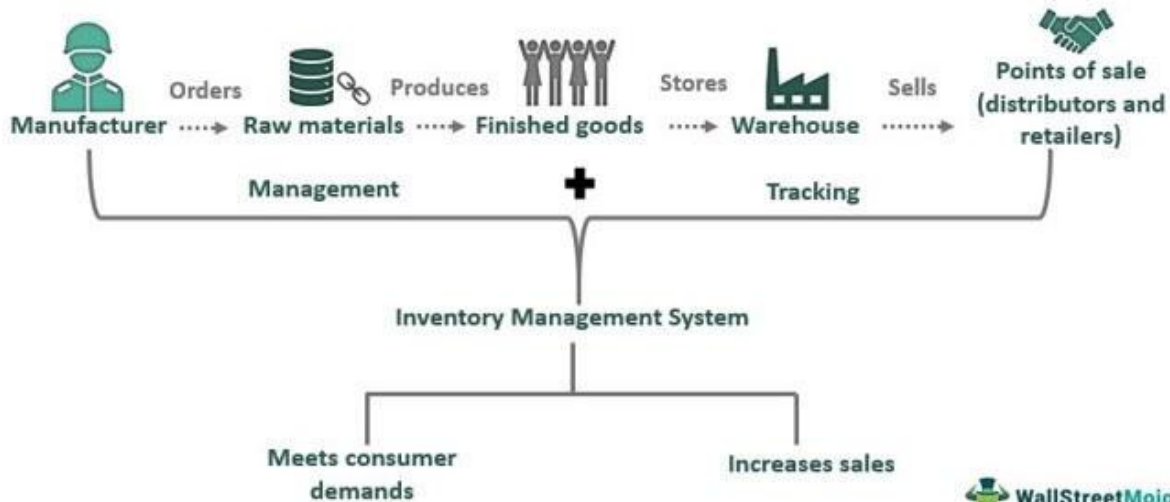 Orders
Produces
Stores
Sells
Manufacturer
Raw materials
Finished goods
Warehouse
Points of sale
(distributors and
retailers)
Management
Tracking
Inventory Management System
Meets consumer
demands
Increases sales